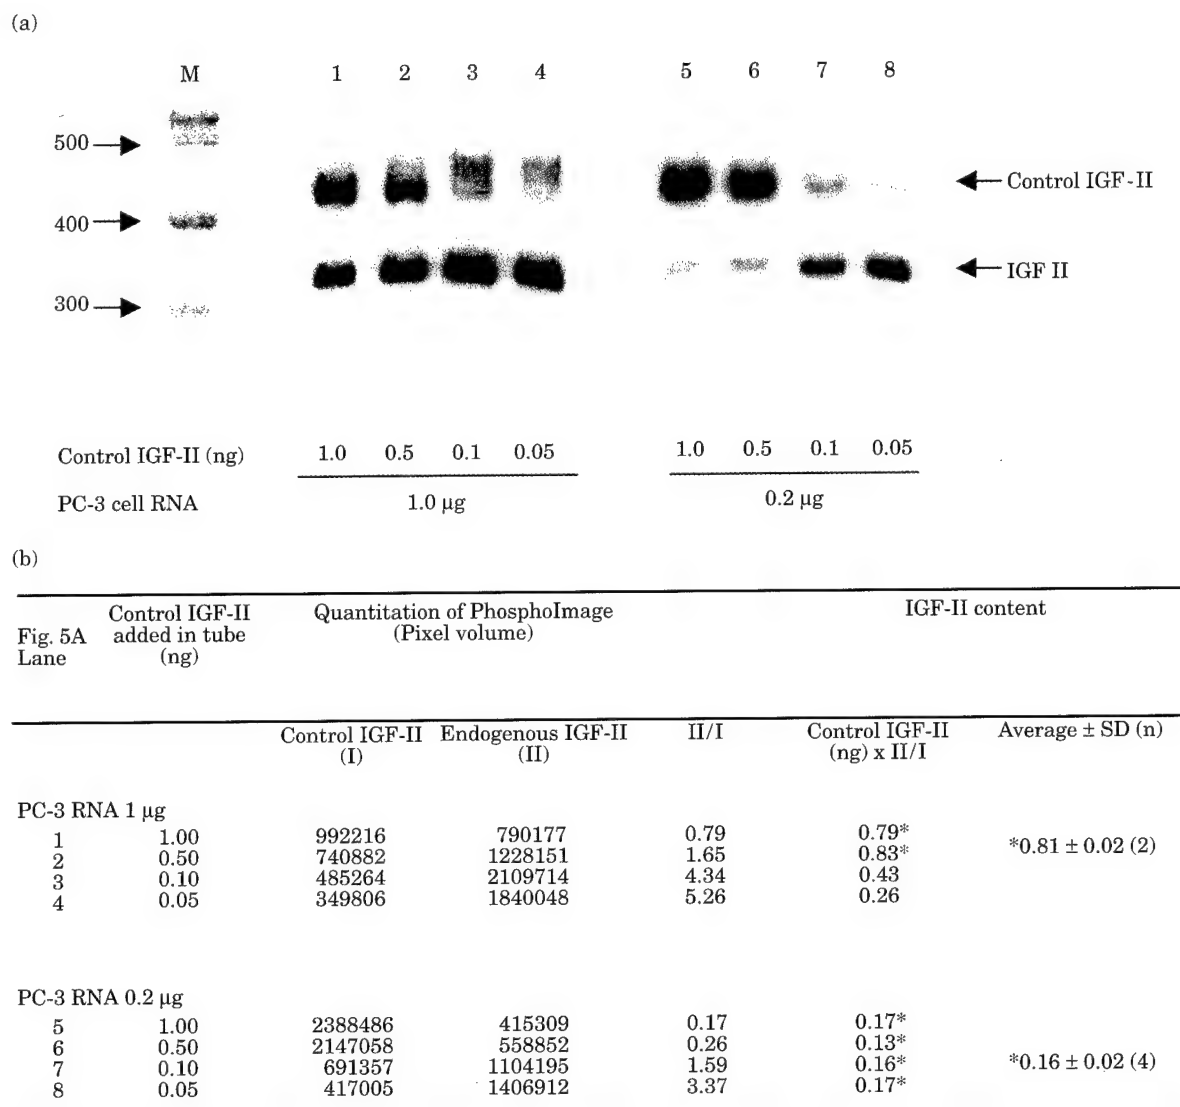 (a)
M 1 2 3 4 5 6 7 8
500
Control IGF-II
400
IGF II
300
Control IGF-II (ng) 1.0 0.5 0.1 0.05 1.0 0.5 0.1 0.05
PC-3 cell RNA 1.0 µg 0.2 µg
(b)
Control IGF-II Quantitation of PhosphoImage IGF-II content
Fig. 5A added in tube (Pixel volume)
Lane (ng)
Control IGF-II Endogenous IGF-II II/I Control IGF-II Average ± SD (n)
(I) (II) (ng) x II/I
PC-3 RNA 1 µg
1 1.00 992216 790177 0.79 0.79* *0.81 ± 0.02 (2)
2 0.50 740882 1228151 1.65 0.83*
3 0.10 485264 2109714 4.34 0.43
4 0.05 349806 1840048 5.26 0.26
PC-3 RNA 0.2 µg
5 1.00 2388486 415309 0.17 0.17*
6 0.50 2147058 558852 0.26 0.13*
7 0.10 691357 1104195 1.59 0.16* *0.16 ± 0.02 (4)
8 0.05 417005 1406912 3.37 0.17*